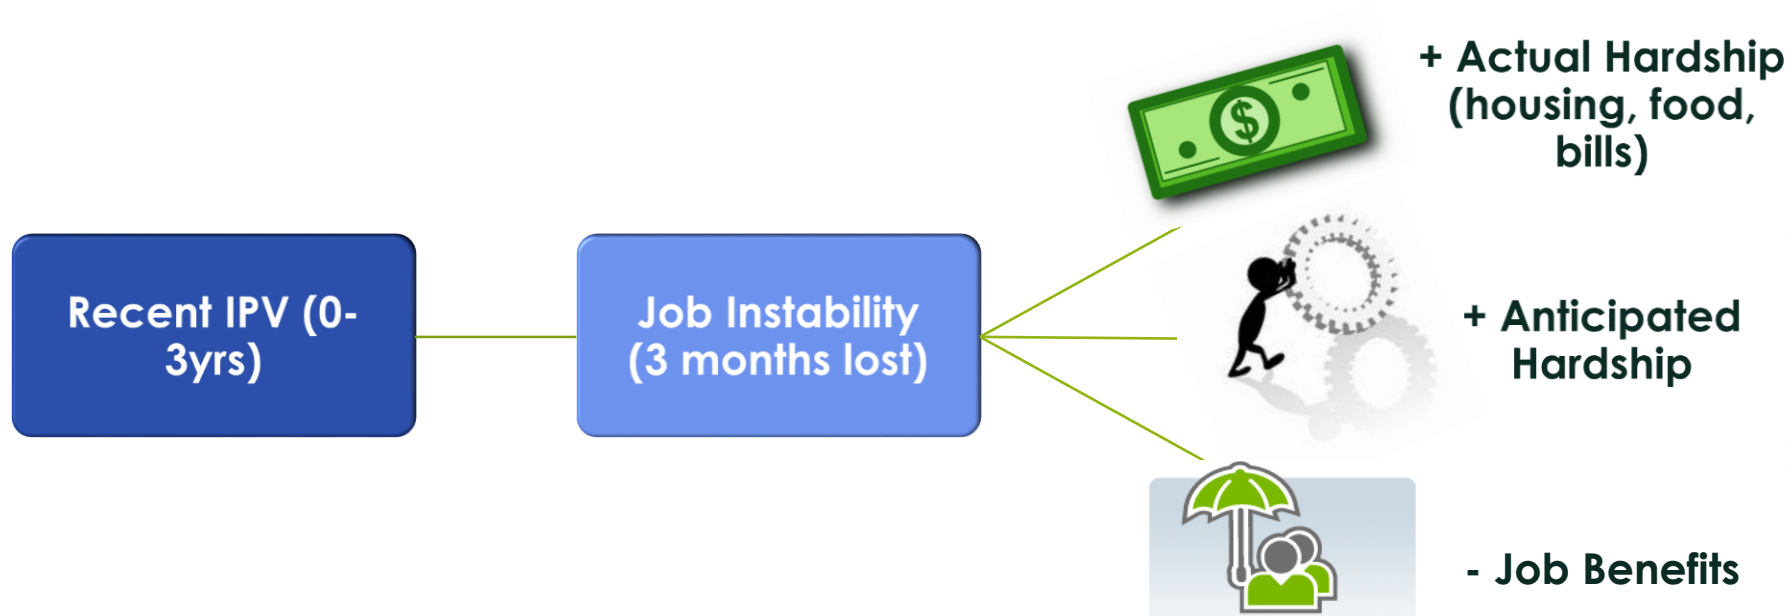 Recent IPV (0-
3yrs)
Job Instability
(3 months lost)
$
+ Actual Hardship
(housing, food,
bills)
+ Anticipated
Hardship
- Job Benefits